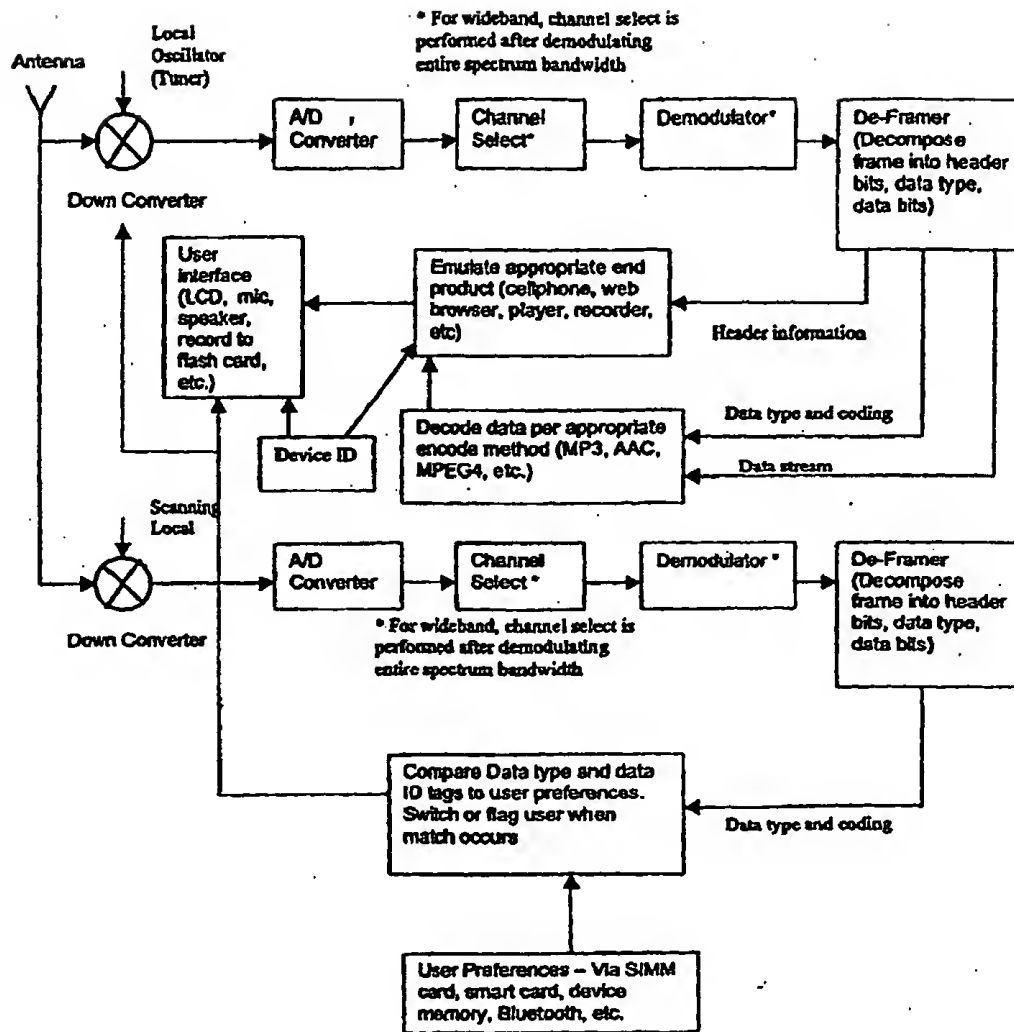 * For wideband, channel select is
performed after demodulating
entire spectrum bandwidth
Local
Oscillator
(Tuner)
Antenna
A/D
Converter
Channel
Select*
Demodulator*
De-Framer
(Decompose
frame into header
bits, data type,
data bits)
Down Converter
User
interface
(LCD, mic,
speaker,
record to
flash card,
etc.)
Emulate appropriate end
product (cellphone, web
browser, player, recorder,
etc)
Header information
Device ID
Decode data per appropriate
encode method (MP3, AAC,
MPEG4, etc.)
Data type and coding
Data stream
Scanning
Local
A/D
Converter
Channel
Select*
Demodulator*
De-Framer
(Decompose
frame into header
bits, data type,
data bits)
Down Converter
* For wideband, channel select is
performed after demodulating
entire spectrum bandwidth
Compare Data type and data
ID tags to user preferences.
Switch or flag user when
match occurs
Data type and coding
User Preferences – Via SIMM
card, smart card, device
memory, Bluetooth, etc.